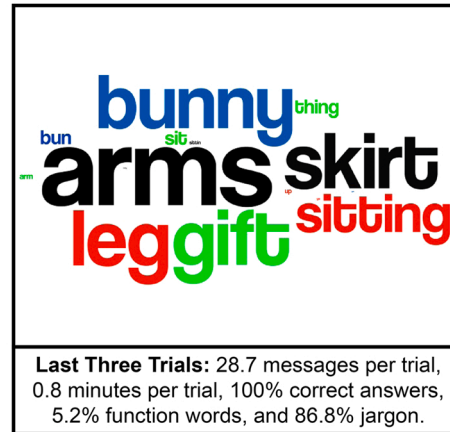 bunny
thing
bun sit stain
arms skirt
arm
up
leg gift sitting
Last Three Trials: 28.7 messages per trial,
0.8 minutes per trial, 100% correct answers,
5.2% function words, and 86.8% jargon.